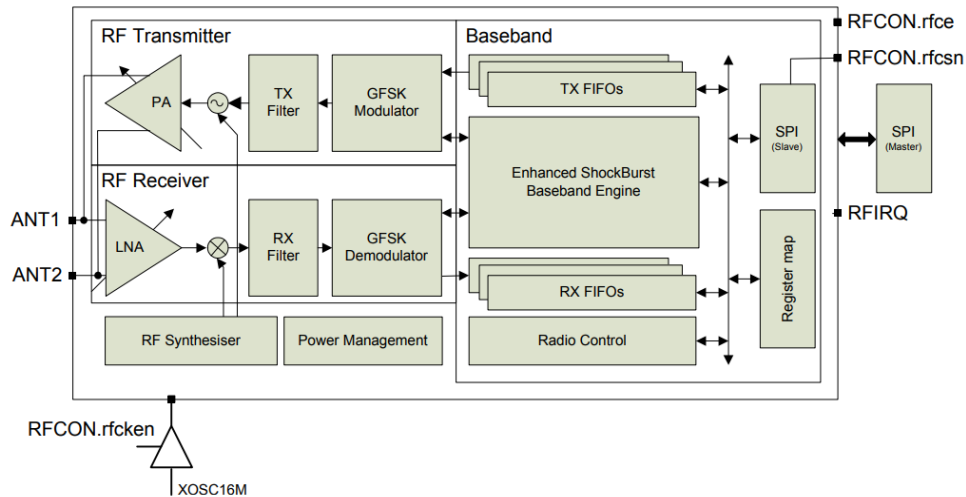 RF Transmitter
Baseband
RFCON.rfce
RFCON.rfcsn
PA
TX
Filter
GFSK
Modulator
TX FIFOs
SPI
(Slave)
SPI
(Master)
Enhanced ShockBurst
Baseband Engine
RF Receiver
ANT1
ANT2
LNA
RX
Filter
GFSK
Demodulator
RFIRQ
Register map
RX FIFOs
RF Synthesiser
Power Management
Radio Control
RFCON.rfcken
XOSC16M